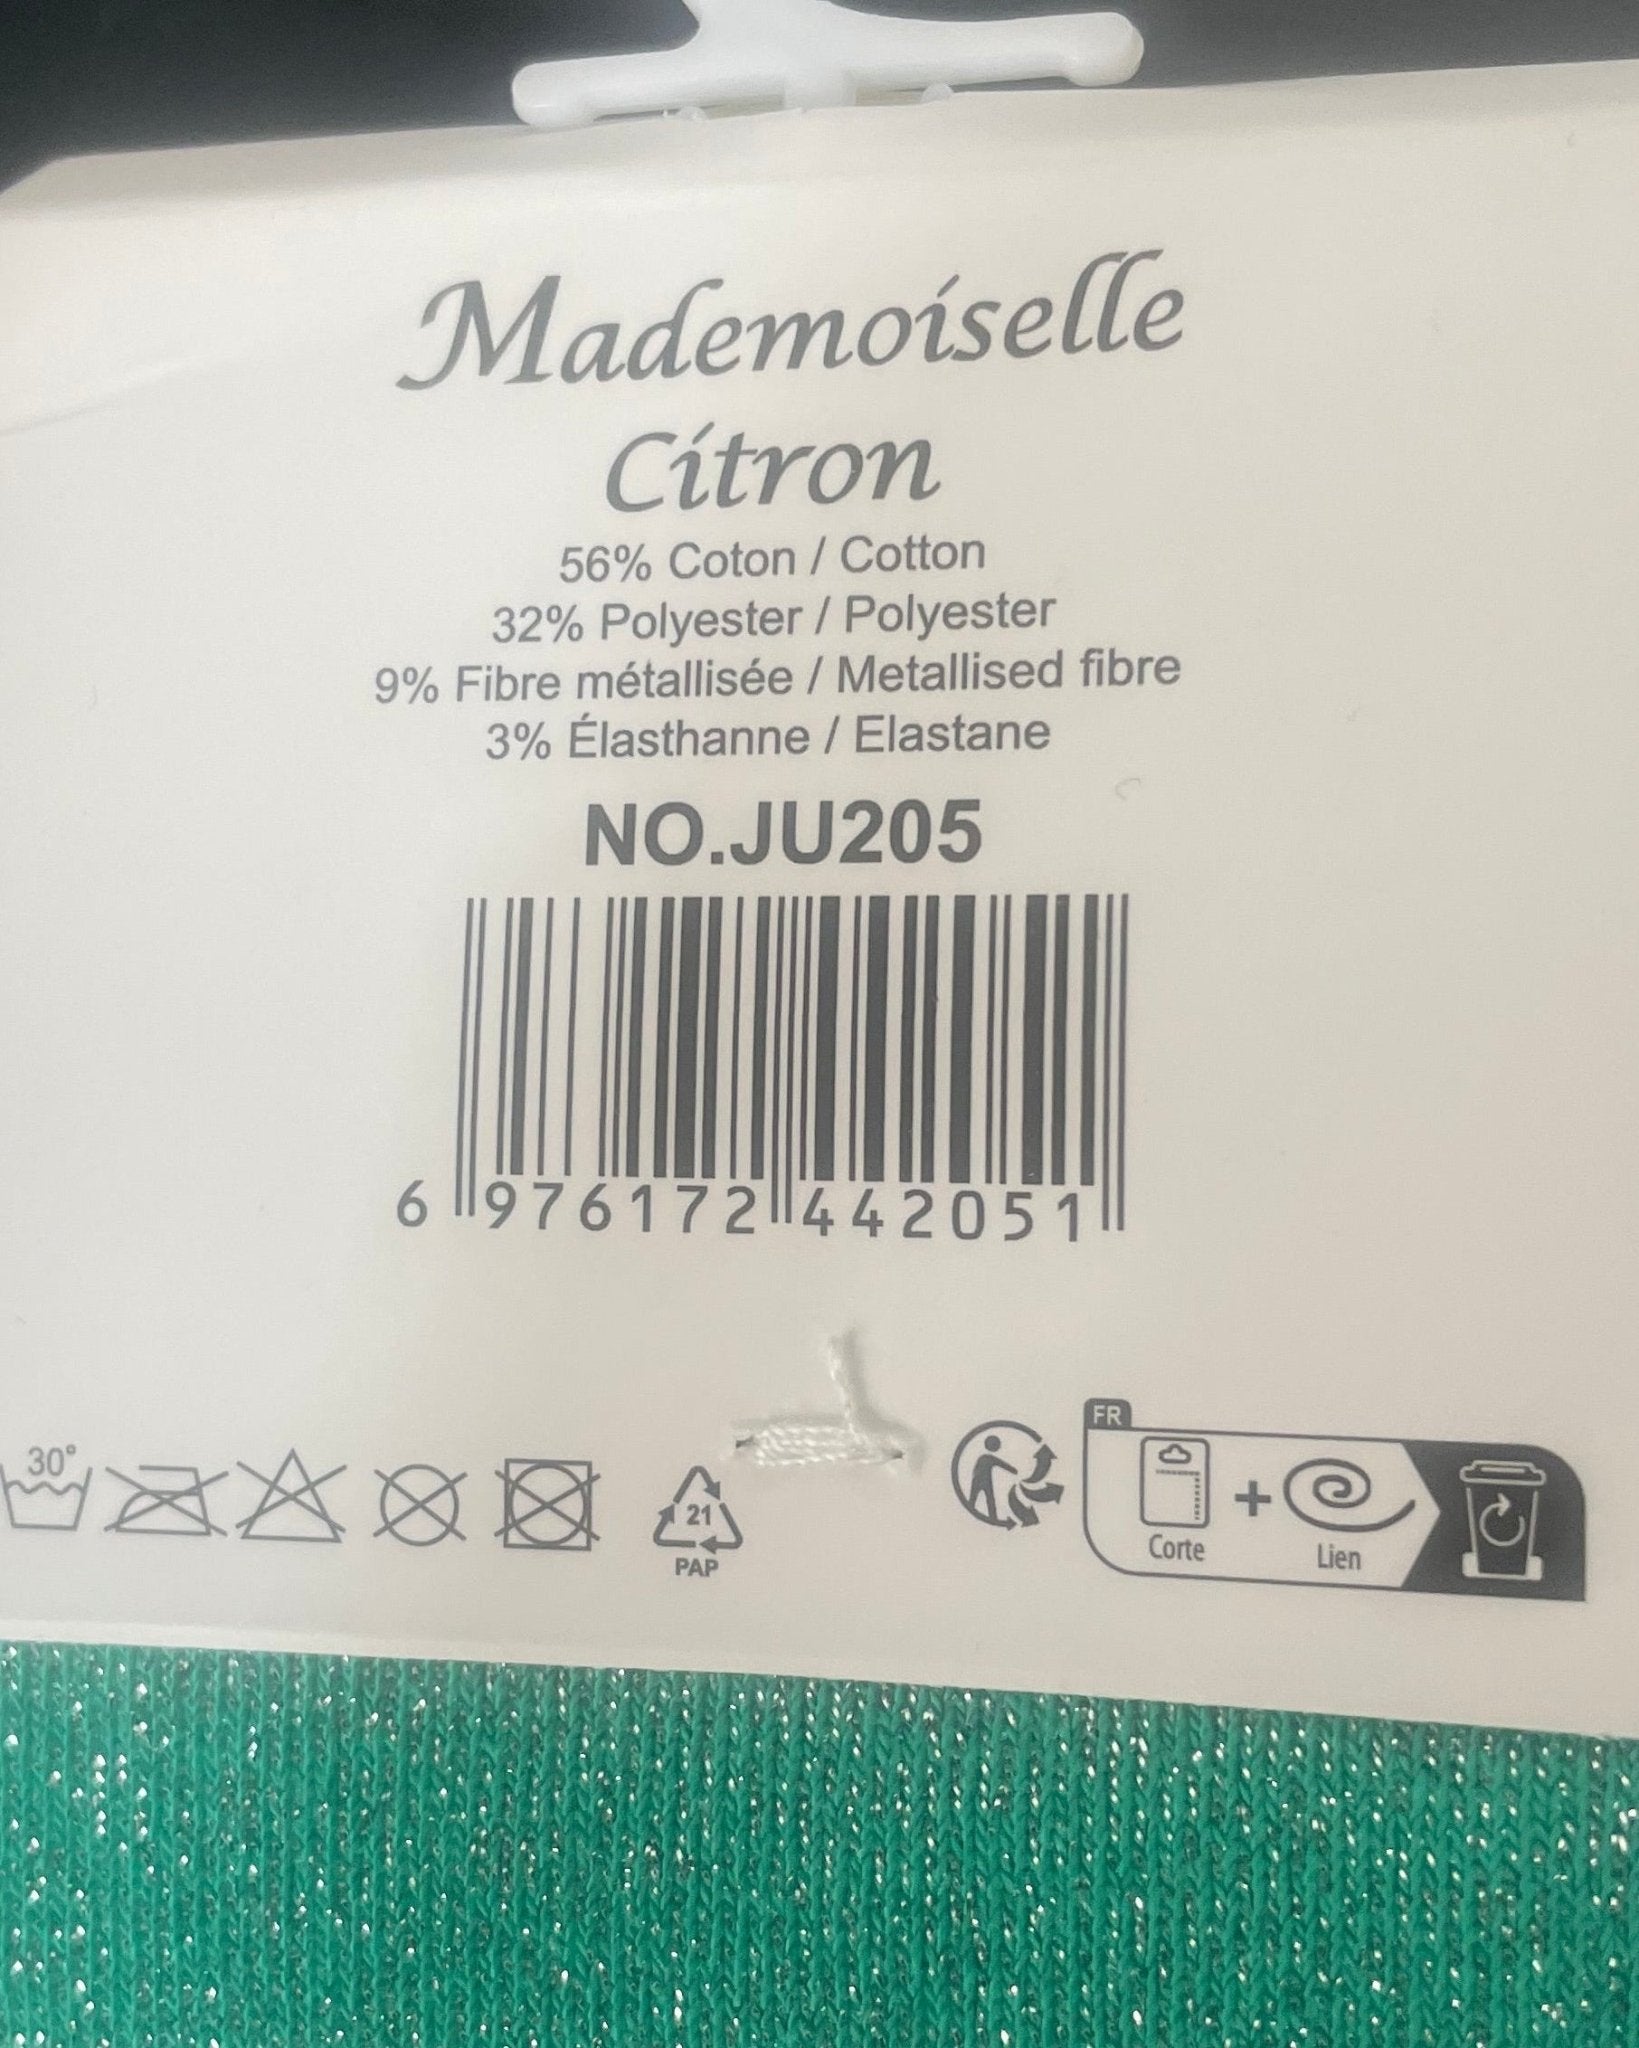 Mademoiselle
Citron
56% Coton / Cotton
32% Polyester / Polyester
9% Fibre métallisée / Metallised fibre
3% Élasthanne / Elastane
NO.JU205
6 976172 442051
30°
21
PAP
FR
Corte
+
Lien